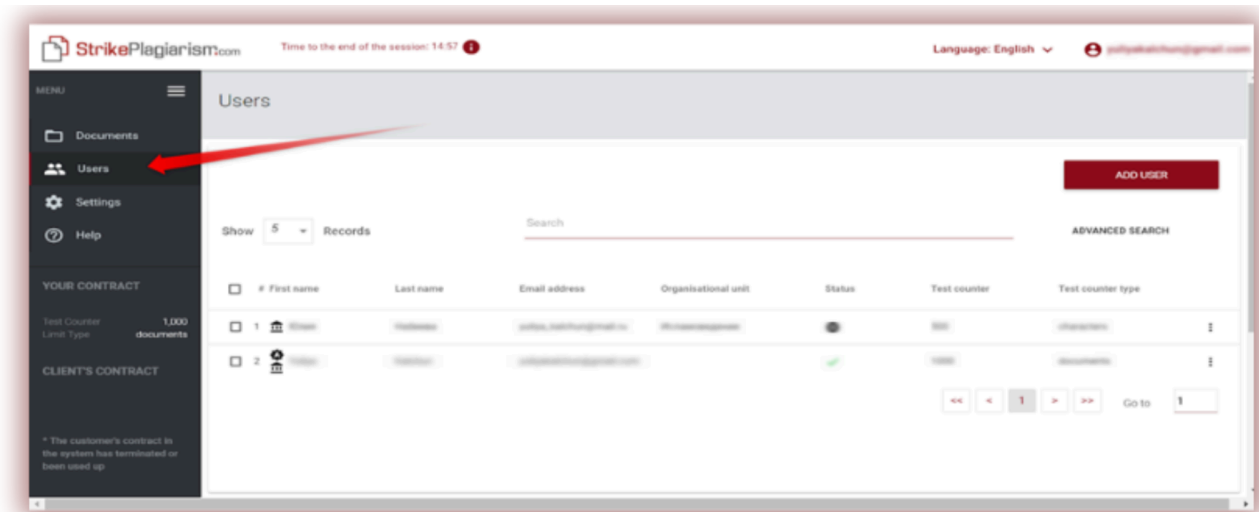 StrikePlagiarism.com
Time to the end of the session: 14:57
Language: English
MENU
Documents
Users
Settings
Help
YOUR CONTRACT
Test Counter 1,000
Limit Type documents
CLIENT'S CONTRACT
* The customer's contract in
the system has terminated or
been used up
Users
ADD USER
Show 5 Records
Search
ADVANCED SEARCH
# First name Last name Email address Organisational unit Status Test counter Test counter type
1
2
<< < 1 > >> Go to 1